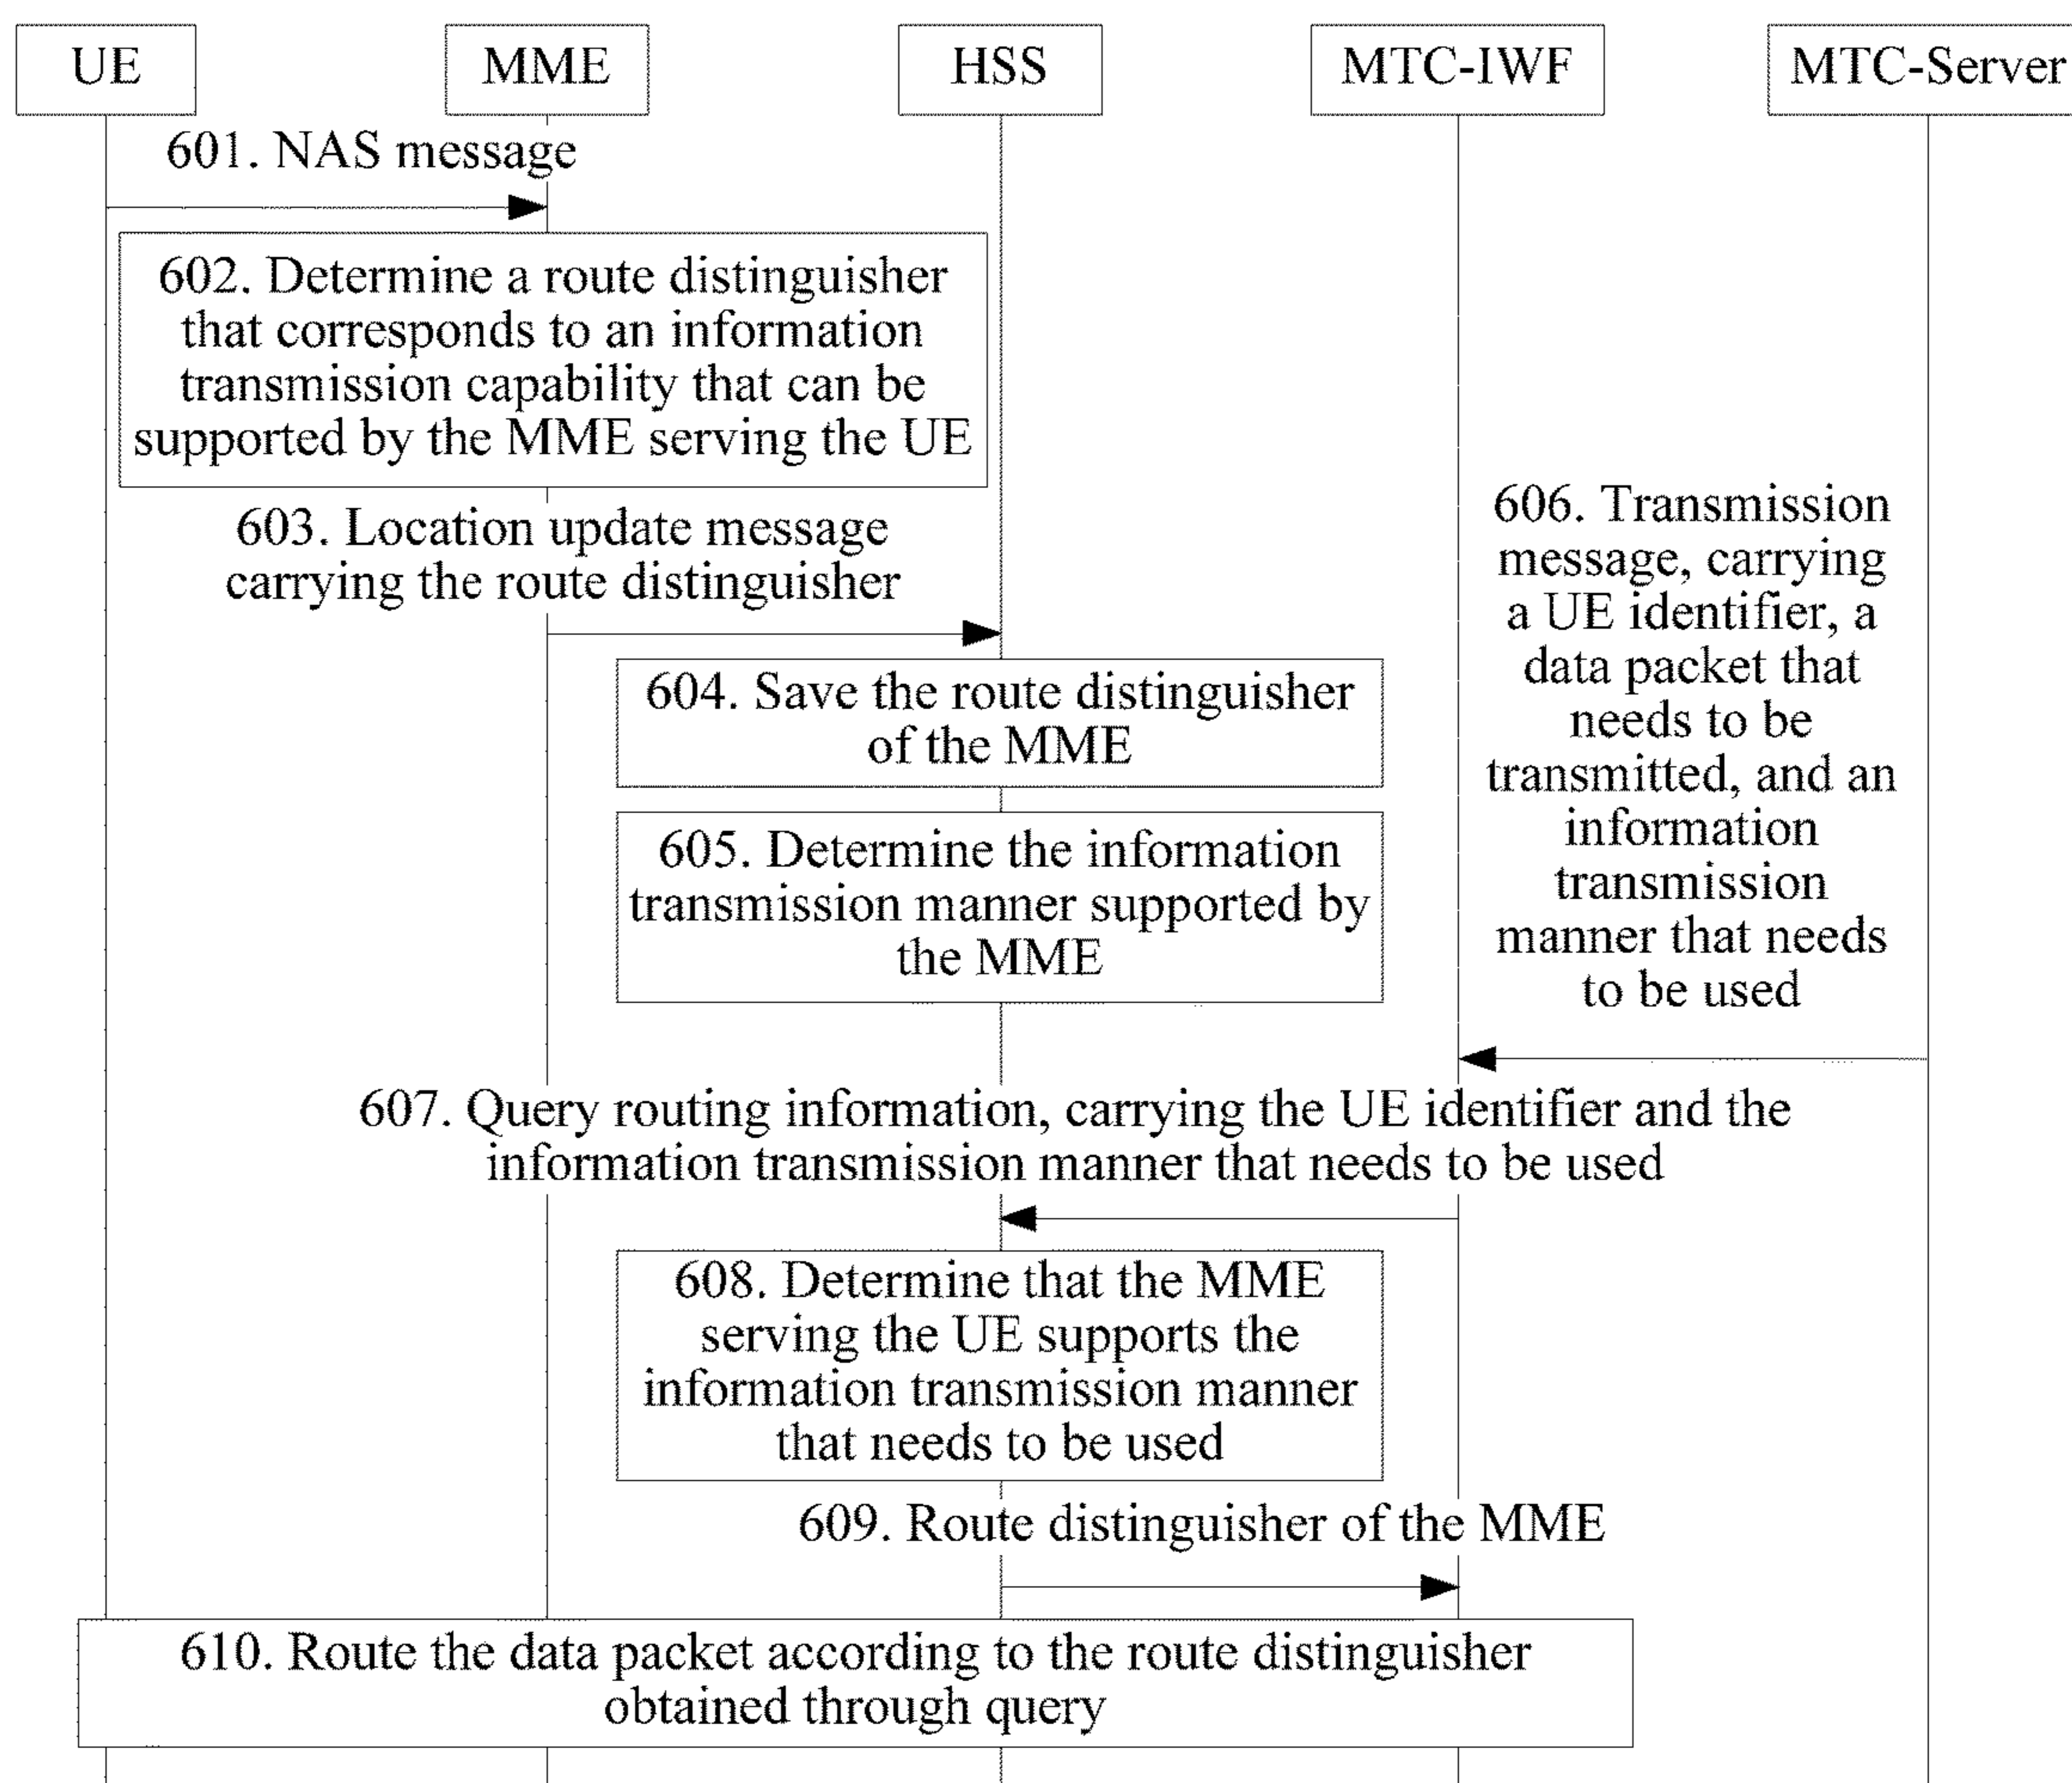 UE
MME
HSS
MTC-IWF
MTC-Server
601. NAS message
602. Determine a route distinguisher
that corresponds to an information
transmission capability that can be
supported by the MME serving the UE
603. Location update message
carrying the route distinguisher
604. Save the route distinguisher
of the MME
605. Determine the information
transmission manner supported by
the MME
606. Transmission
message, carrying
a UE identifier, a
data packet that
needs to be
transmitted, and an
information
transmission
manner that needs
to be used
607. Query routing information, carrying the UE identifier and the
information transmission manner that needs to be used
608. Determine that the MME
serving the UE supports the
information transmission manner
that needs to be used
609. Route distinguisher of the MME
610. Route the data packet according to the route distinguisher
obtained through query